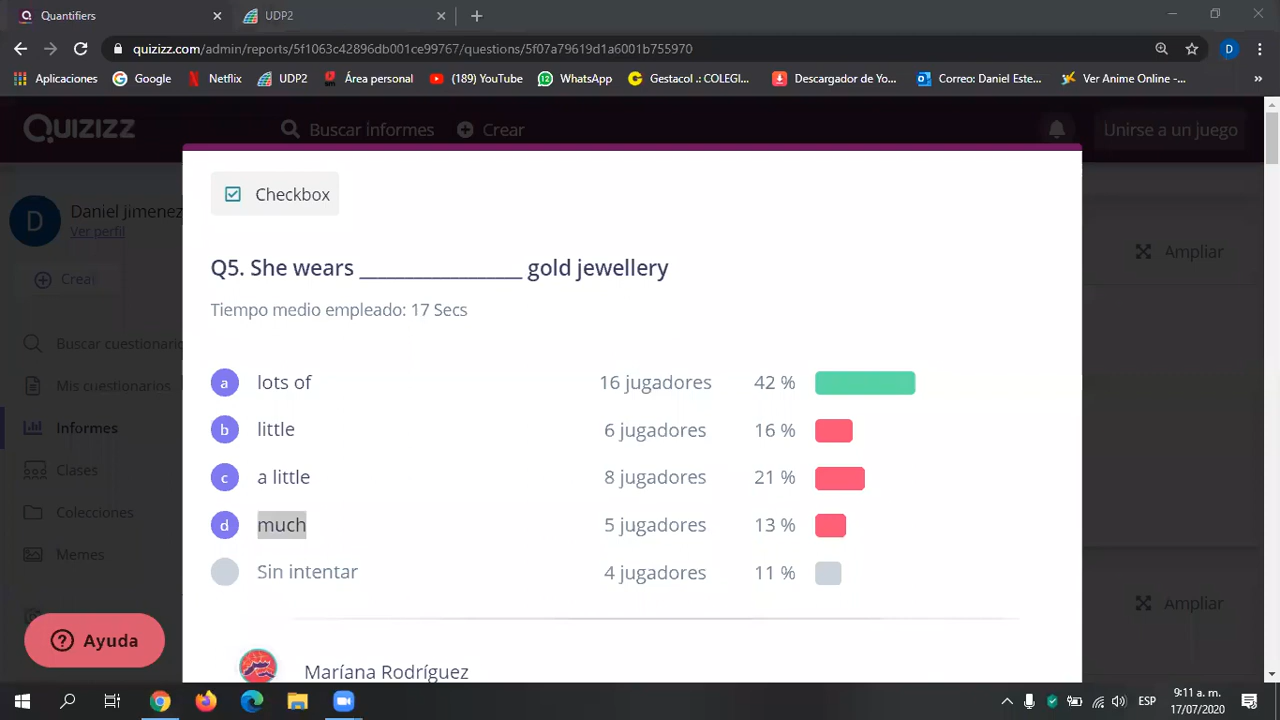 Quantifiers
UDP2
quizizz.com/admin/reports/5f1063c42896db001ce99767/questions/5f07a79619d1a6001b755970
D
Aplicaciones
Google
Netflix
UDP2
Área personal
(189) YouTube
12
WhatsApp
Gestacol .: COLEGI...
Descargador de Yo...
Correo: Daniel Este...
Ver Anime Online -...
»
Quizizz
Buscar informes
Crear
Unirse a un juego
D
Daniel jimenez
Ver perfil
Crear
Buscar cuestionario
Mis cuestionarios
Informes
Clases
Colecciones
Memes
Ampliar
Ampliar
Ayuda
Checkbox
Q5. She wears ________________ gold jewellery
Tiempo medio empleado: 17 Secs
a lots of 16 jugadores 42 %
b little 6 jugadores 16 %
c a little 8 jugadores 21 %
d much 5 jugadores 13 %
Sin intentar 4 jugadores 11 %
Maríana Rodríguez
ESP
9:11 a. m.
17/07/2020